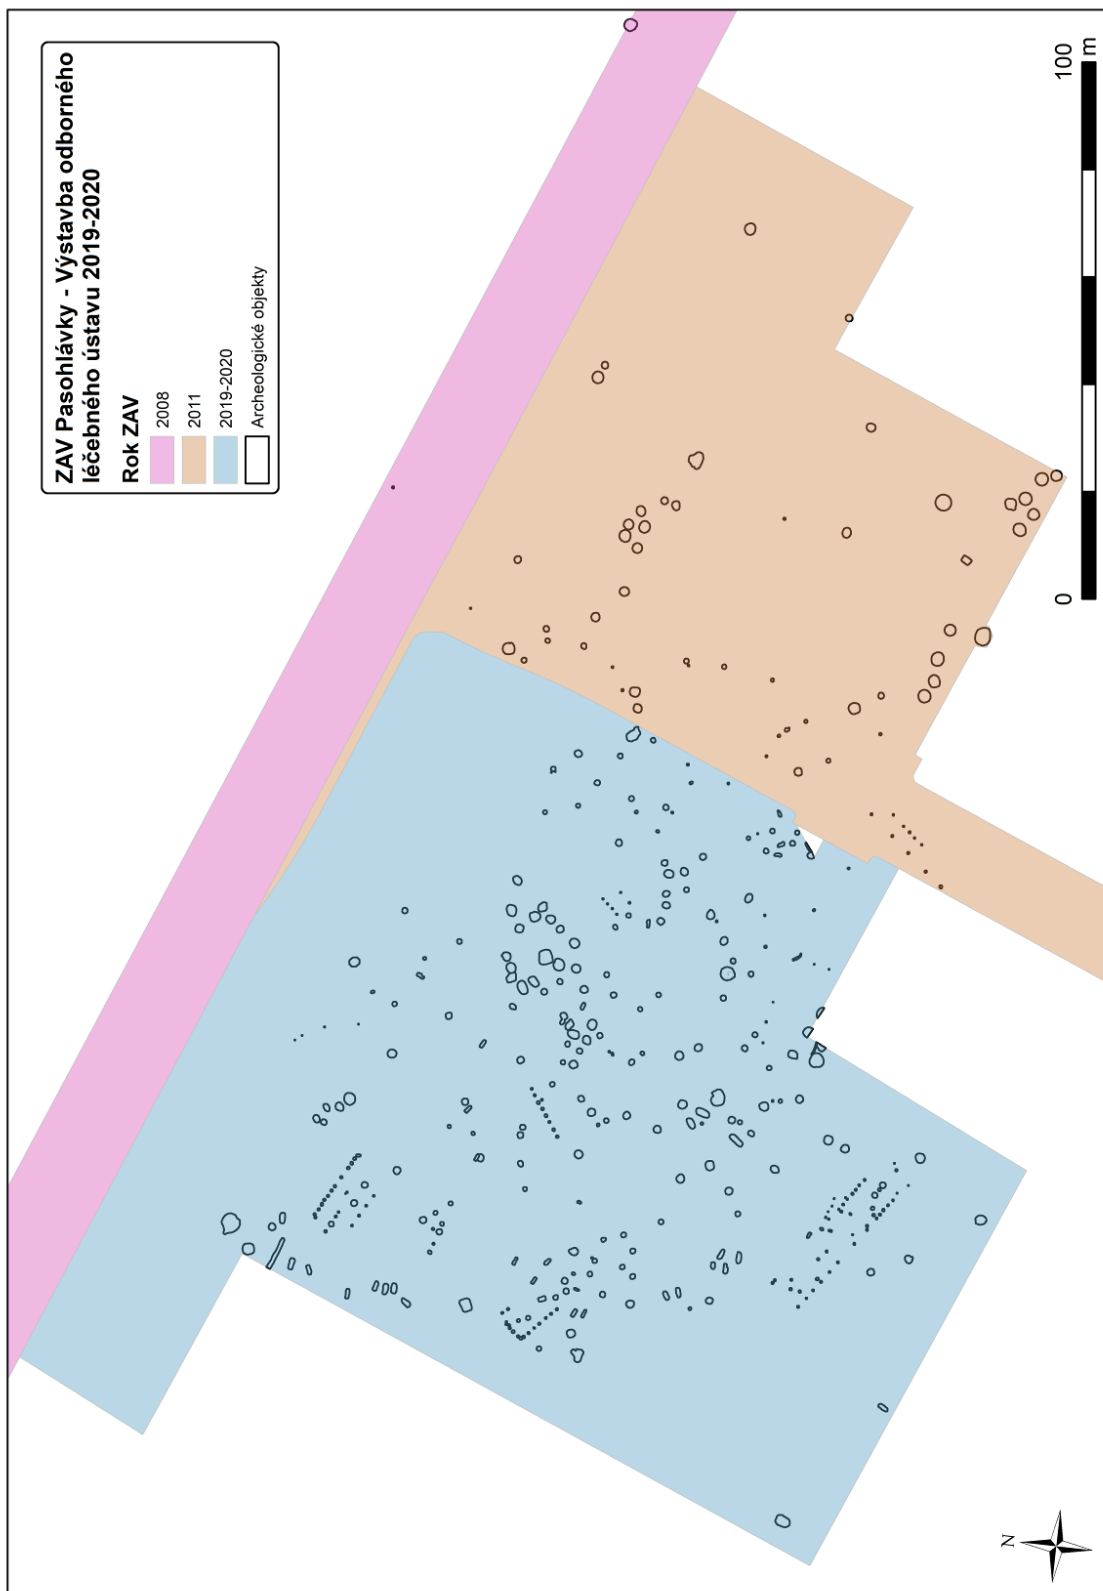 ZAV Pasohlávky - Výstavba odborného
léčebného ústavu 2019-2020
Rok ZAV
2008
2011
2019-2020
Archeologické objekty
0 100
m
N